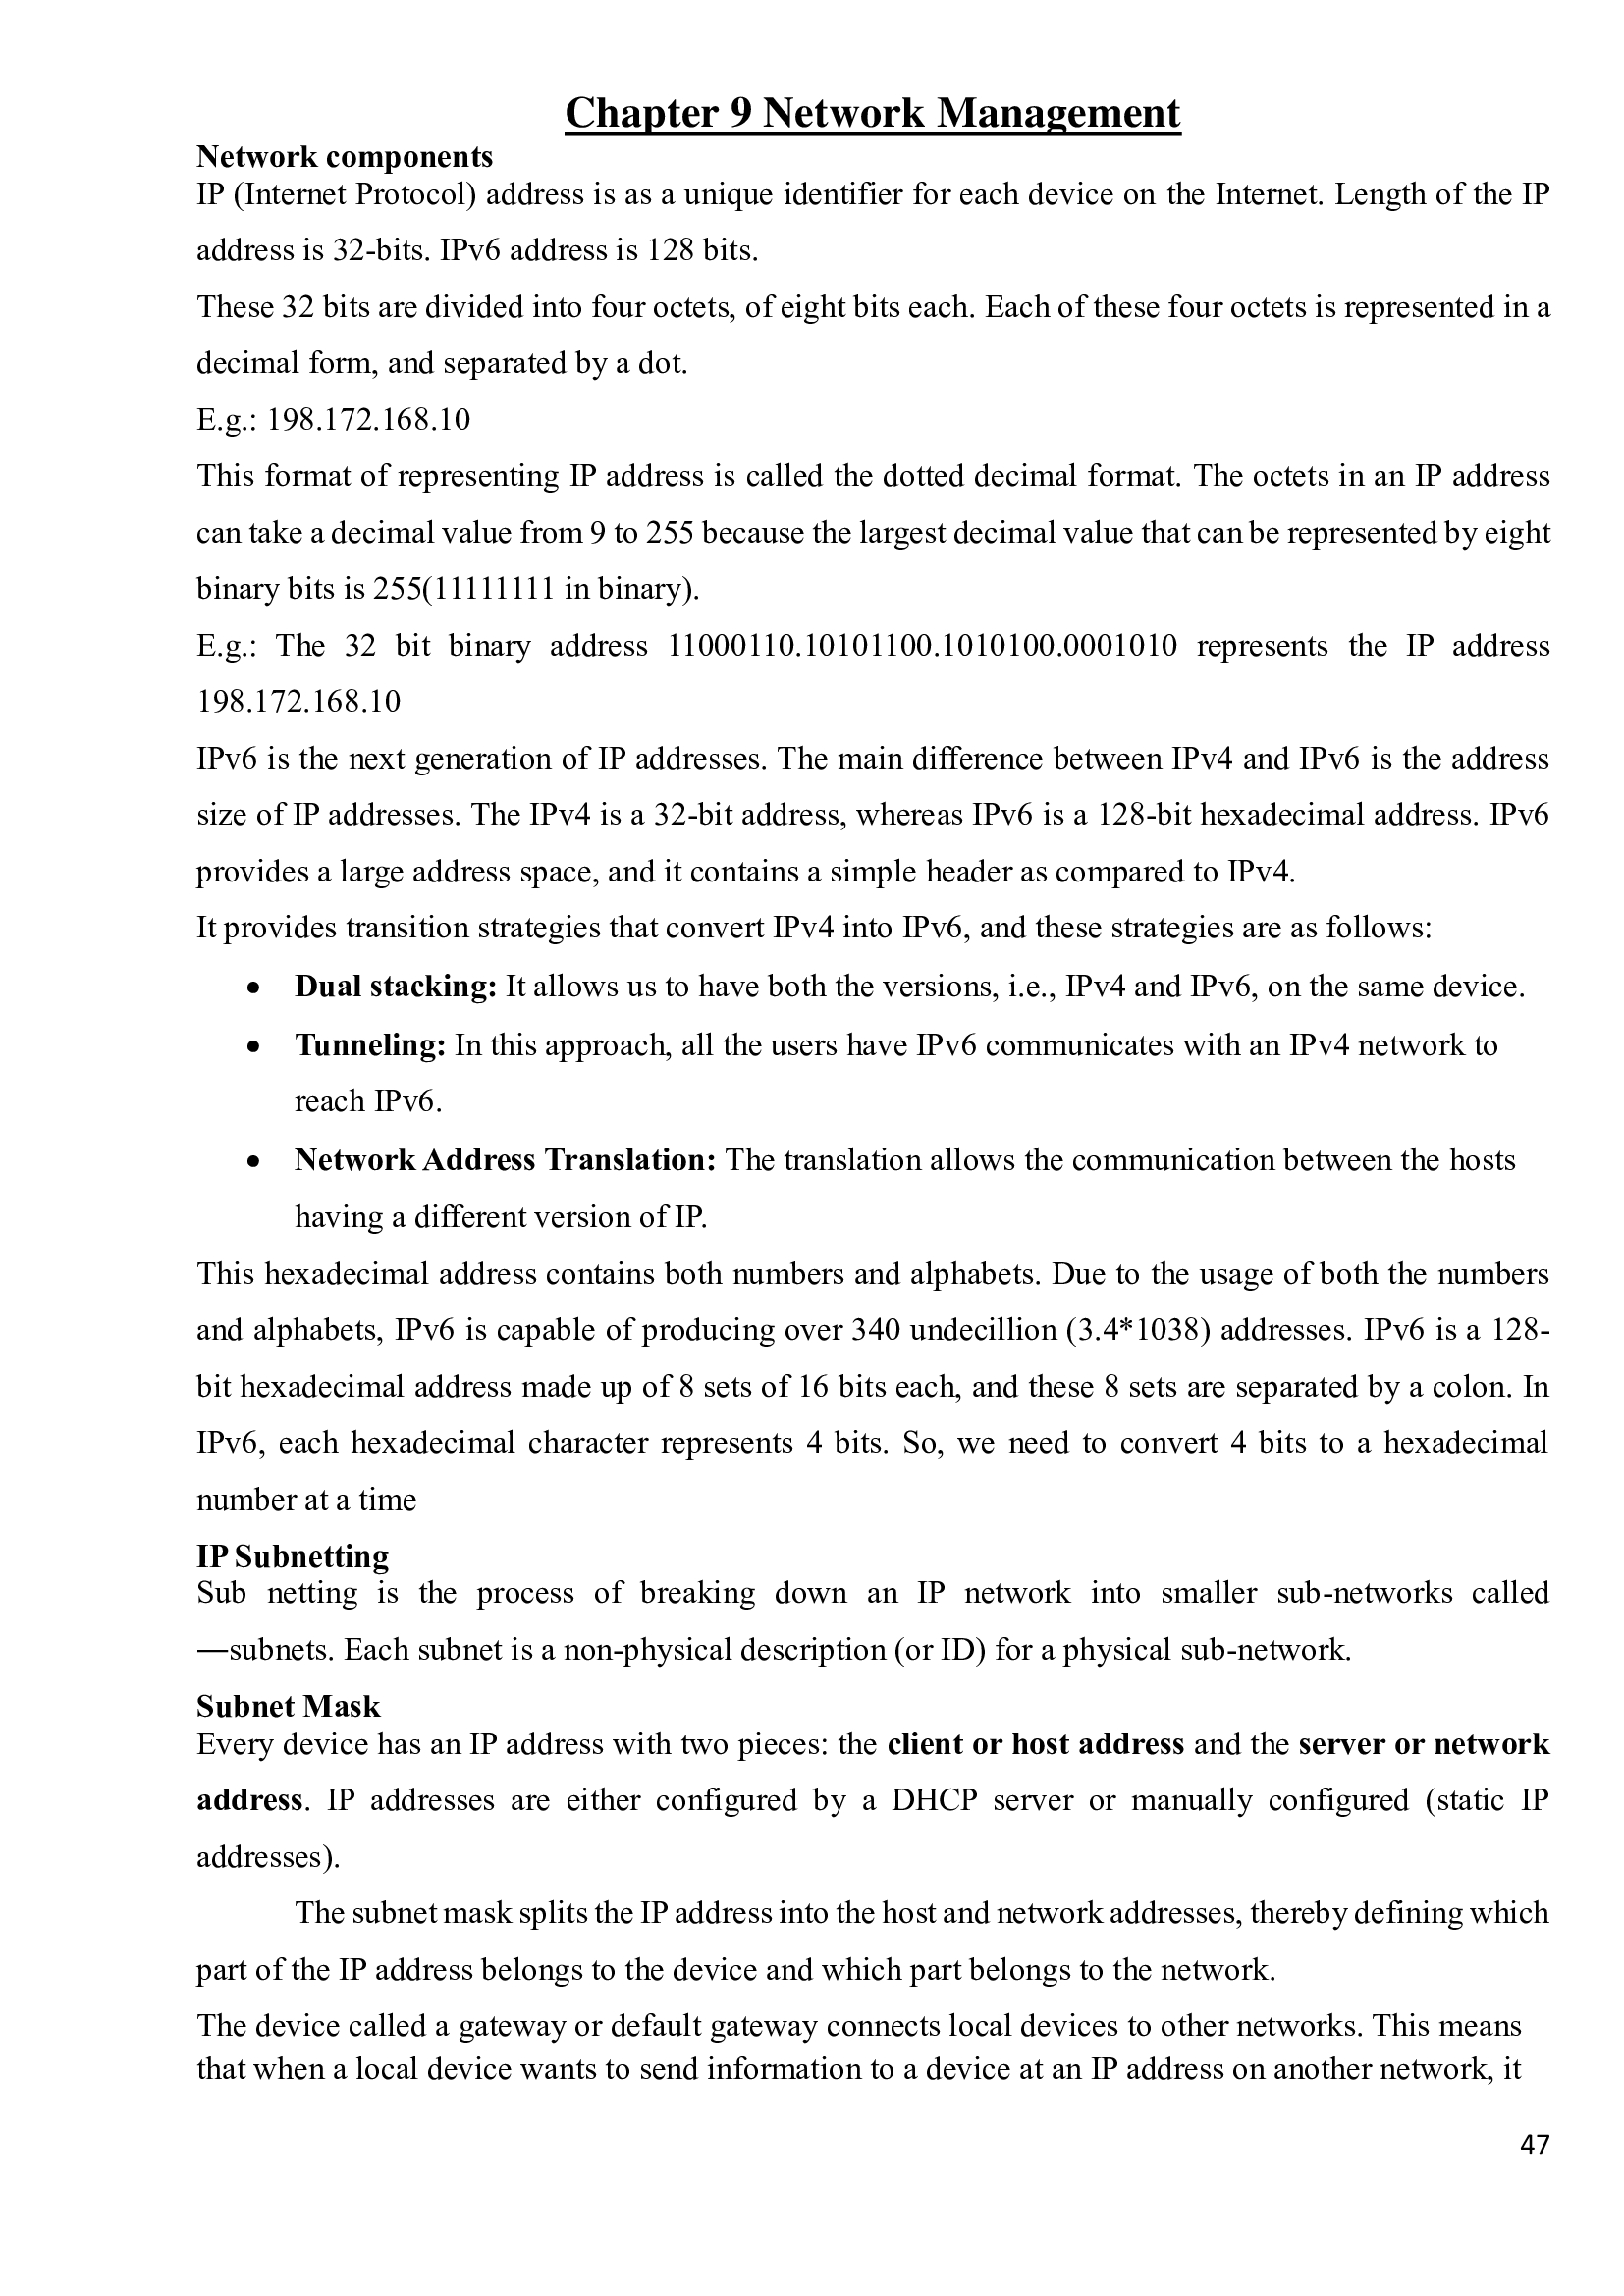 Chapter 9 Network Management
Network components
IP (Internet Protocol) address is as a unique identifier for each device on the Internet. Length of the IP
address is 32-bits. IPv6 address is 128 bits.
These 32 bits are divided into four octets, of eight bits each. Each of these four octets is represented in a
decimal form, and separated by a dot.
E.g.: 198.172.168.10
This format of representing IP address is called the dotted decimal format. The octets in an IP address
can take a decimal value from 9 to 255 because the largest decimal value that can be represented by eight
binary bits is 255(11111111 in binary).
E.g.: The 32 bit binary address 11000110.10101100.1010100.0001010 represents the IP address
198.172.168.10
IPv6 is the next generation of IP addresses. The main difference between IPv4 and IPv6 is the address
size of IP addresses. The IPv4 is a 32-bit address, whereas IPv6 is a 128-bit hexadecimal address. IPv6
provides a large address space, and it contains a simple header as compared to IPv4.
It provides transition strategies that convert IPv4 into IPv6, and these strategies are as follows:
• Dual stacking: It allows us to have both the versions, i.e., IPv4 and IPv6, on the same device.
• Tunneling: In this approach, all the users have IPv6 communicates with an IPv4 network to
reach IPv6.
• Network Address Translation: The translation allows the communication between the hosts
having a different version of IP.
This hexadecimal address contains both numbers and alphabets. Due to the usage of both the numbers
and alphabets, IPv6 is capable of producing over 340 undecillion (3.4*1038) addresses. IPv6 is a 128-
bit hexadecimal address made up of 8 sets of 16 bits each, and these 8 sets are separated by a colon. In
IPv6, each hexadecimal character represents 4 bits. So, we need to convert 4 bits to a hexadecimal
number at a time
IP Subnetting
Sub netting is the process of breaking down an IP network into smaller sub-networks called
―subnets. Each subnet is a non-physical description (or ID) for a physical sub-network.
Subnet Mask
Every device has an IP address with two pieces: the client or host address and the server or network
address. IP addresses are either configured by a DHCP server or manually configured (static IP
addresses).
The subnet mask splits the IP address into the host and network addresses, thereby defining which
part of the IP address belongs to the device and which part belongs to the network.
The device called a gateway or default gateway connects local devices to other networks. This means
that when a local device wants to send information to a device at an IP address on another network, it
47